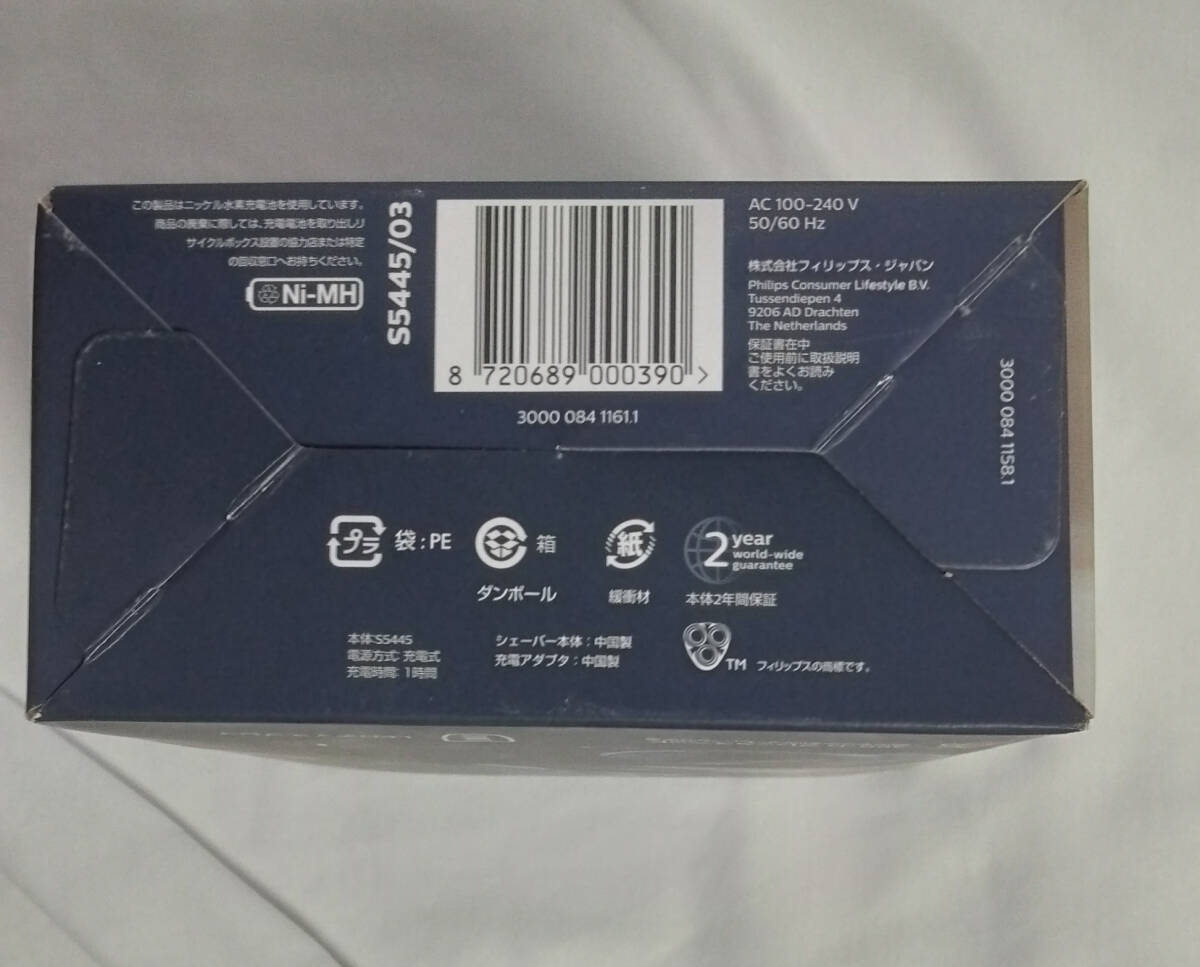 この製品はニッケル水素充電池を使用しています。
商品の廃棄に際しては、充電電池を取り出しリ
サイクルボックス設置の協力店または特定
の回収窓口へお持ちください。
Ni-MH
S5445/03
8 720689 000390 >
3000 084 1161.1
AC 100-240 V
50/60 Hz
株式会社フィリップス・ジャパン
Philips Consumer Lifestyle B.V.
Tussendiepen 4
9206 AD Drachten
The Netherlands
保証書在中
ご使用前に取扱説明
書をよくお読み
ください。
3000 084 1158.1
プラ 袋:PE
箱
ダンボール
紙
緩衝材
2 year
world-wide
guarantee
本体2年間保証
本体:S5445
電源方式: 充電式
充電時間: 1時間
シェーバー本体:中国製
充電アダプタ:中国製
TM フィリップスの商標です。